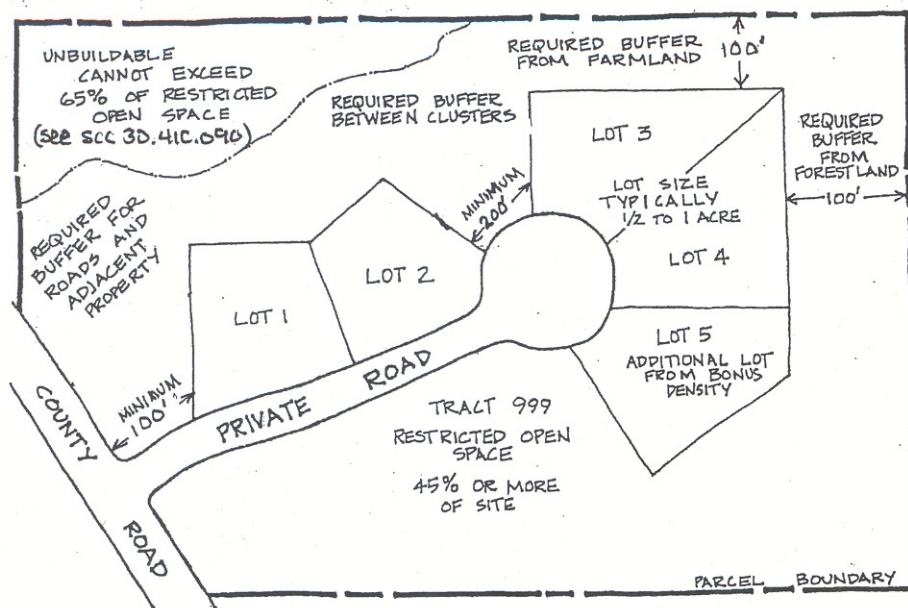 UNBUILDABLE
CANNOT EXCEED
65% OF RESTRICTED
OPEN SPACE
(see SCC 30.41C.090)
REQUIRED BUFFER
FROM FARMLAND
100'
REQUIRED BUFFER
BETWEEN CLUSTERS
REQUIRED
BUFFER
FROM
FORESTLAND
100'
LOT 3
LOT SIZE
TYPICALLY
1/2 TO 1 ACRE
LOT 4
MINIMUM
200'
REQUIRED
BUFFER FOR
ROADS AND
ADJACENT
PROPERTY
LOT 1
LOT 2
LOT 5
ADDITIONAL LOT
FROM BONUS
DENSITY
MINIMUM
100'
PRIVATE ROAD
COUNTY ROAD
TRACT 999
RESTRICTED OPEN
SPACE
45% OR MORE
OF SITE
PARCEL BOUNDARY